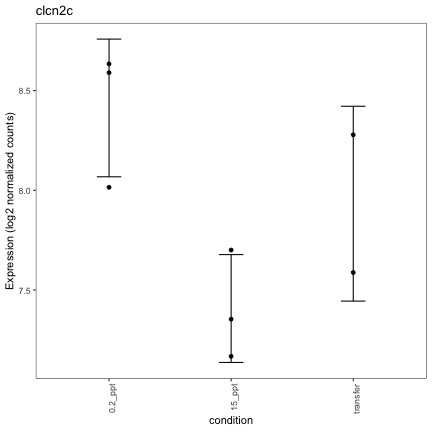 clcn2c
Expression (log2 normalized counts)
8.5
8.0
7.5
0.2_ppt
15_ppt
transfer
condition